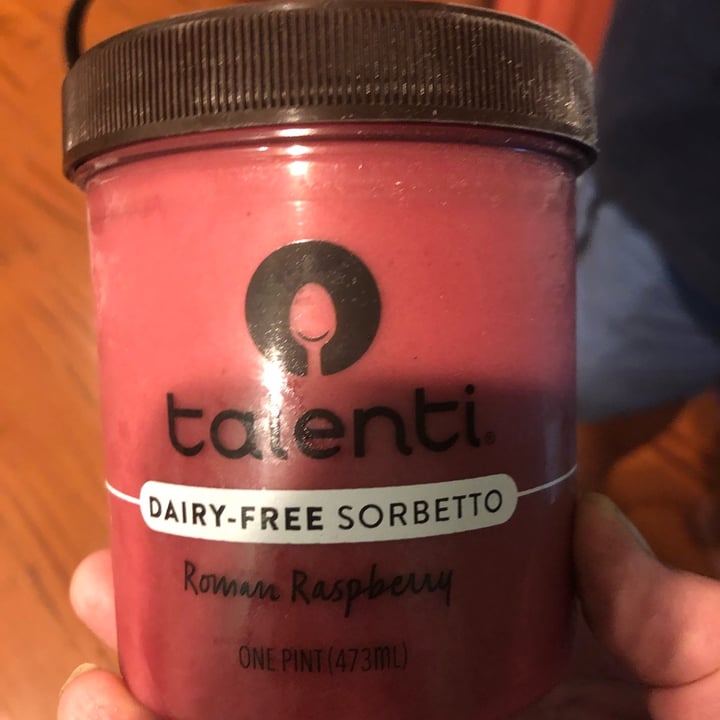 talenti®
DAIRY-FREE SORBETTO
Roman Raspberry
ONE PINT (473mL)